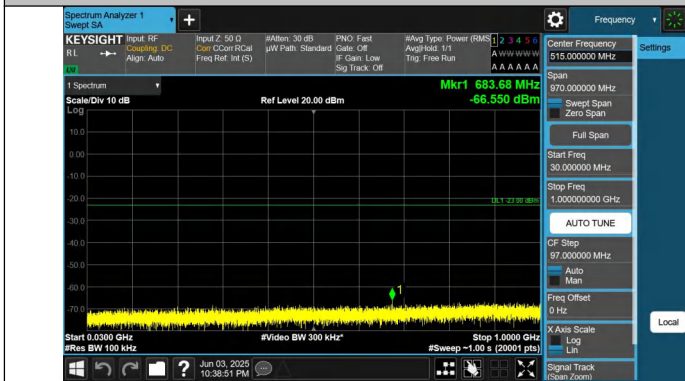 Spectrum Analyzer 1
Swept SA
Frequency
KEYSIGHT
RL
Input: RF
Coupling: DC
Align: Auto
Input Z: 50 Ω
Corr CCorr RCal
Freq Ref: Int (S)
#Atten: 30 dB
µW Path: Standard
PNO: Fast
Gate: Off
IF Gain: Low
Sig Track: Off
#Avg Type: Power (RMS
Avg|Hold: 1/1
Trig: Free Run
1 2 3 4 5 6
A W W W W W
A A A A A A
1 Spectrum
Mkr1 683.68 MHz
Scale/Div 10 dB
Ref Level 20.00 dBm
-66.550 dBm
Log
10.0
0.00
-10.0
-20.0
DL1 -23.00 dBm
-30.0
-40.0
-50.0
-60.0
1
-70.0
Start 0.0300 GHz
#Video BW 300 kHz*
Stop 1.0000 GHz
#Res BW 100 kHz
#Sweep ~1.00 s (20001 pts)
Jun 03, 2025
10:38:51 PM
Center Frequency
515.000000 MHz
Settings
Span
970.000000 MHz
Swept Span
Zero Span
Full Span
Start Freq
30.000000 MHz
Stop Freq
1.000000000 GHz
AUTO TUNE
CF Step
97.000000 MHz
Auto
Man
Freq Offset
0 Hz
X Axis Scale
Log
Lin
Local
Signal Track
(Span Zoom)